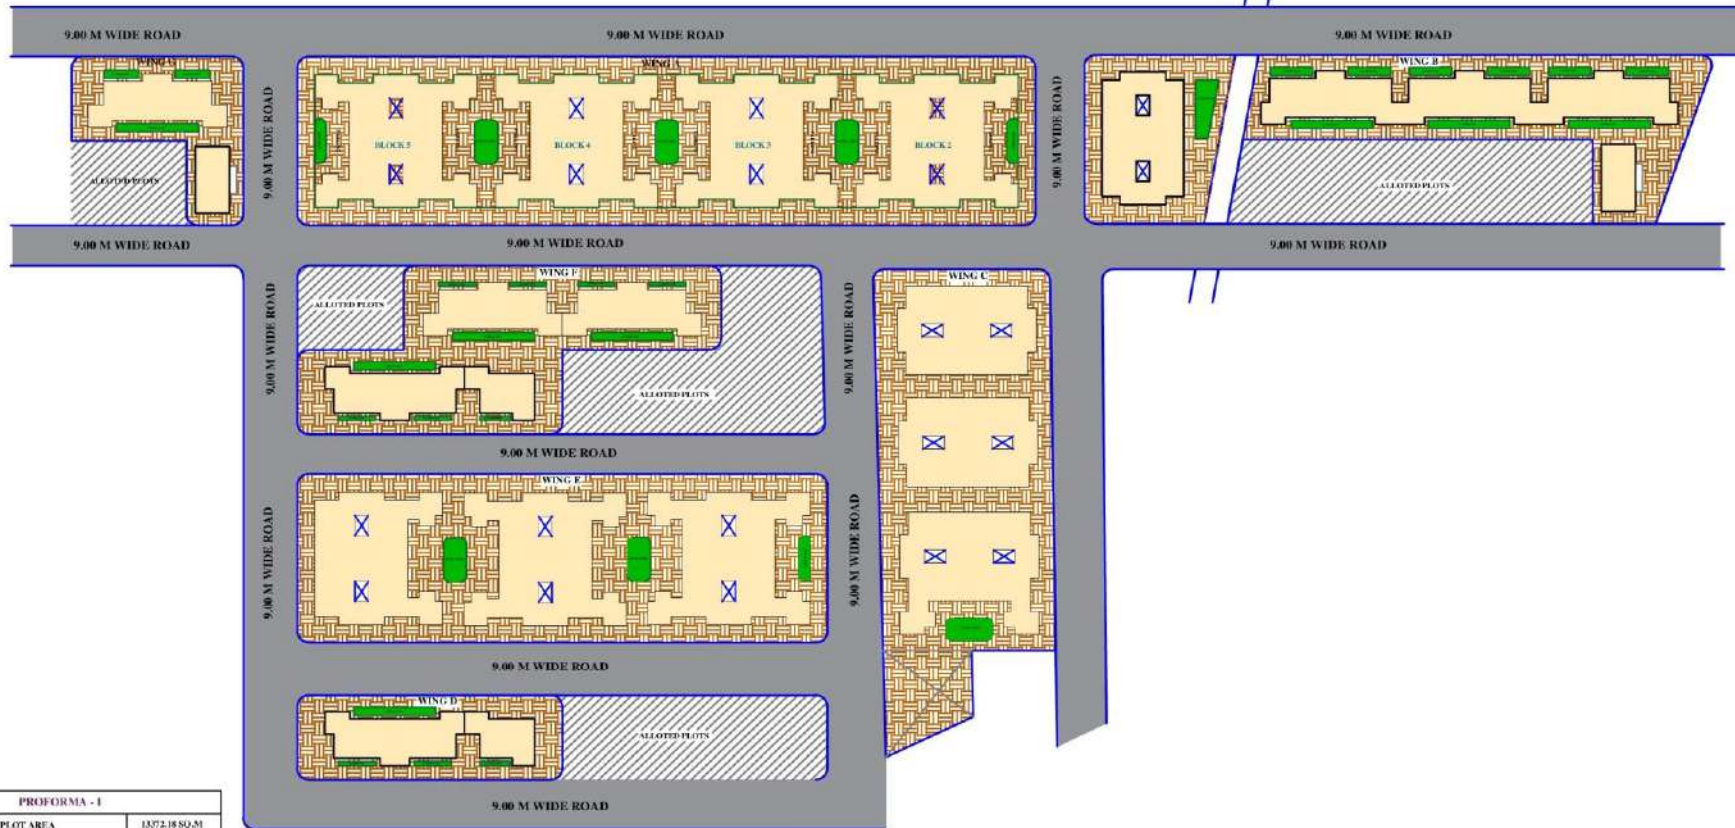 9.00 M WIDE ROAD
9.00 M WIDE ROAD
9.00 M WIDE ROAD
WING G
WING A
WING B
9.00 M WIDE ROAD
9.00 M WIDE ROAD
BLOCK 5
BLOCK 4
BLOCK 3
BLOCK 2
ALLOTED PLOTS
ALLOTED PLOTS
9.00 M WIDE ROAD
9.00 M WIDE ROAD
9.00 M WIDE ROAD
WING F
WING C
ALLOTED PLOTS
9.00 M WIDE ROAD
9.00 M WIDE ROAD
ALLOTED PLOTS
9.00 M WIDE ROAD
WING E
9.00 M WIDE ROAD
9.00 M WIDE ROAD
9.00 M WIDE ROAD
WING D
ALLOTED PLOTS
PROFORMA - I
PLOT AREA
13372.18 SQ.M
9.00 M WIDE ROAD